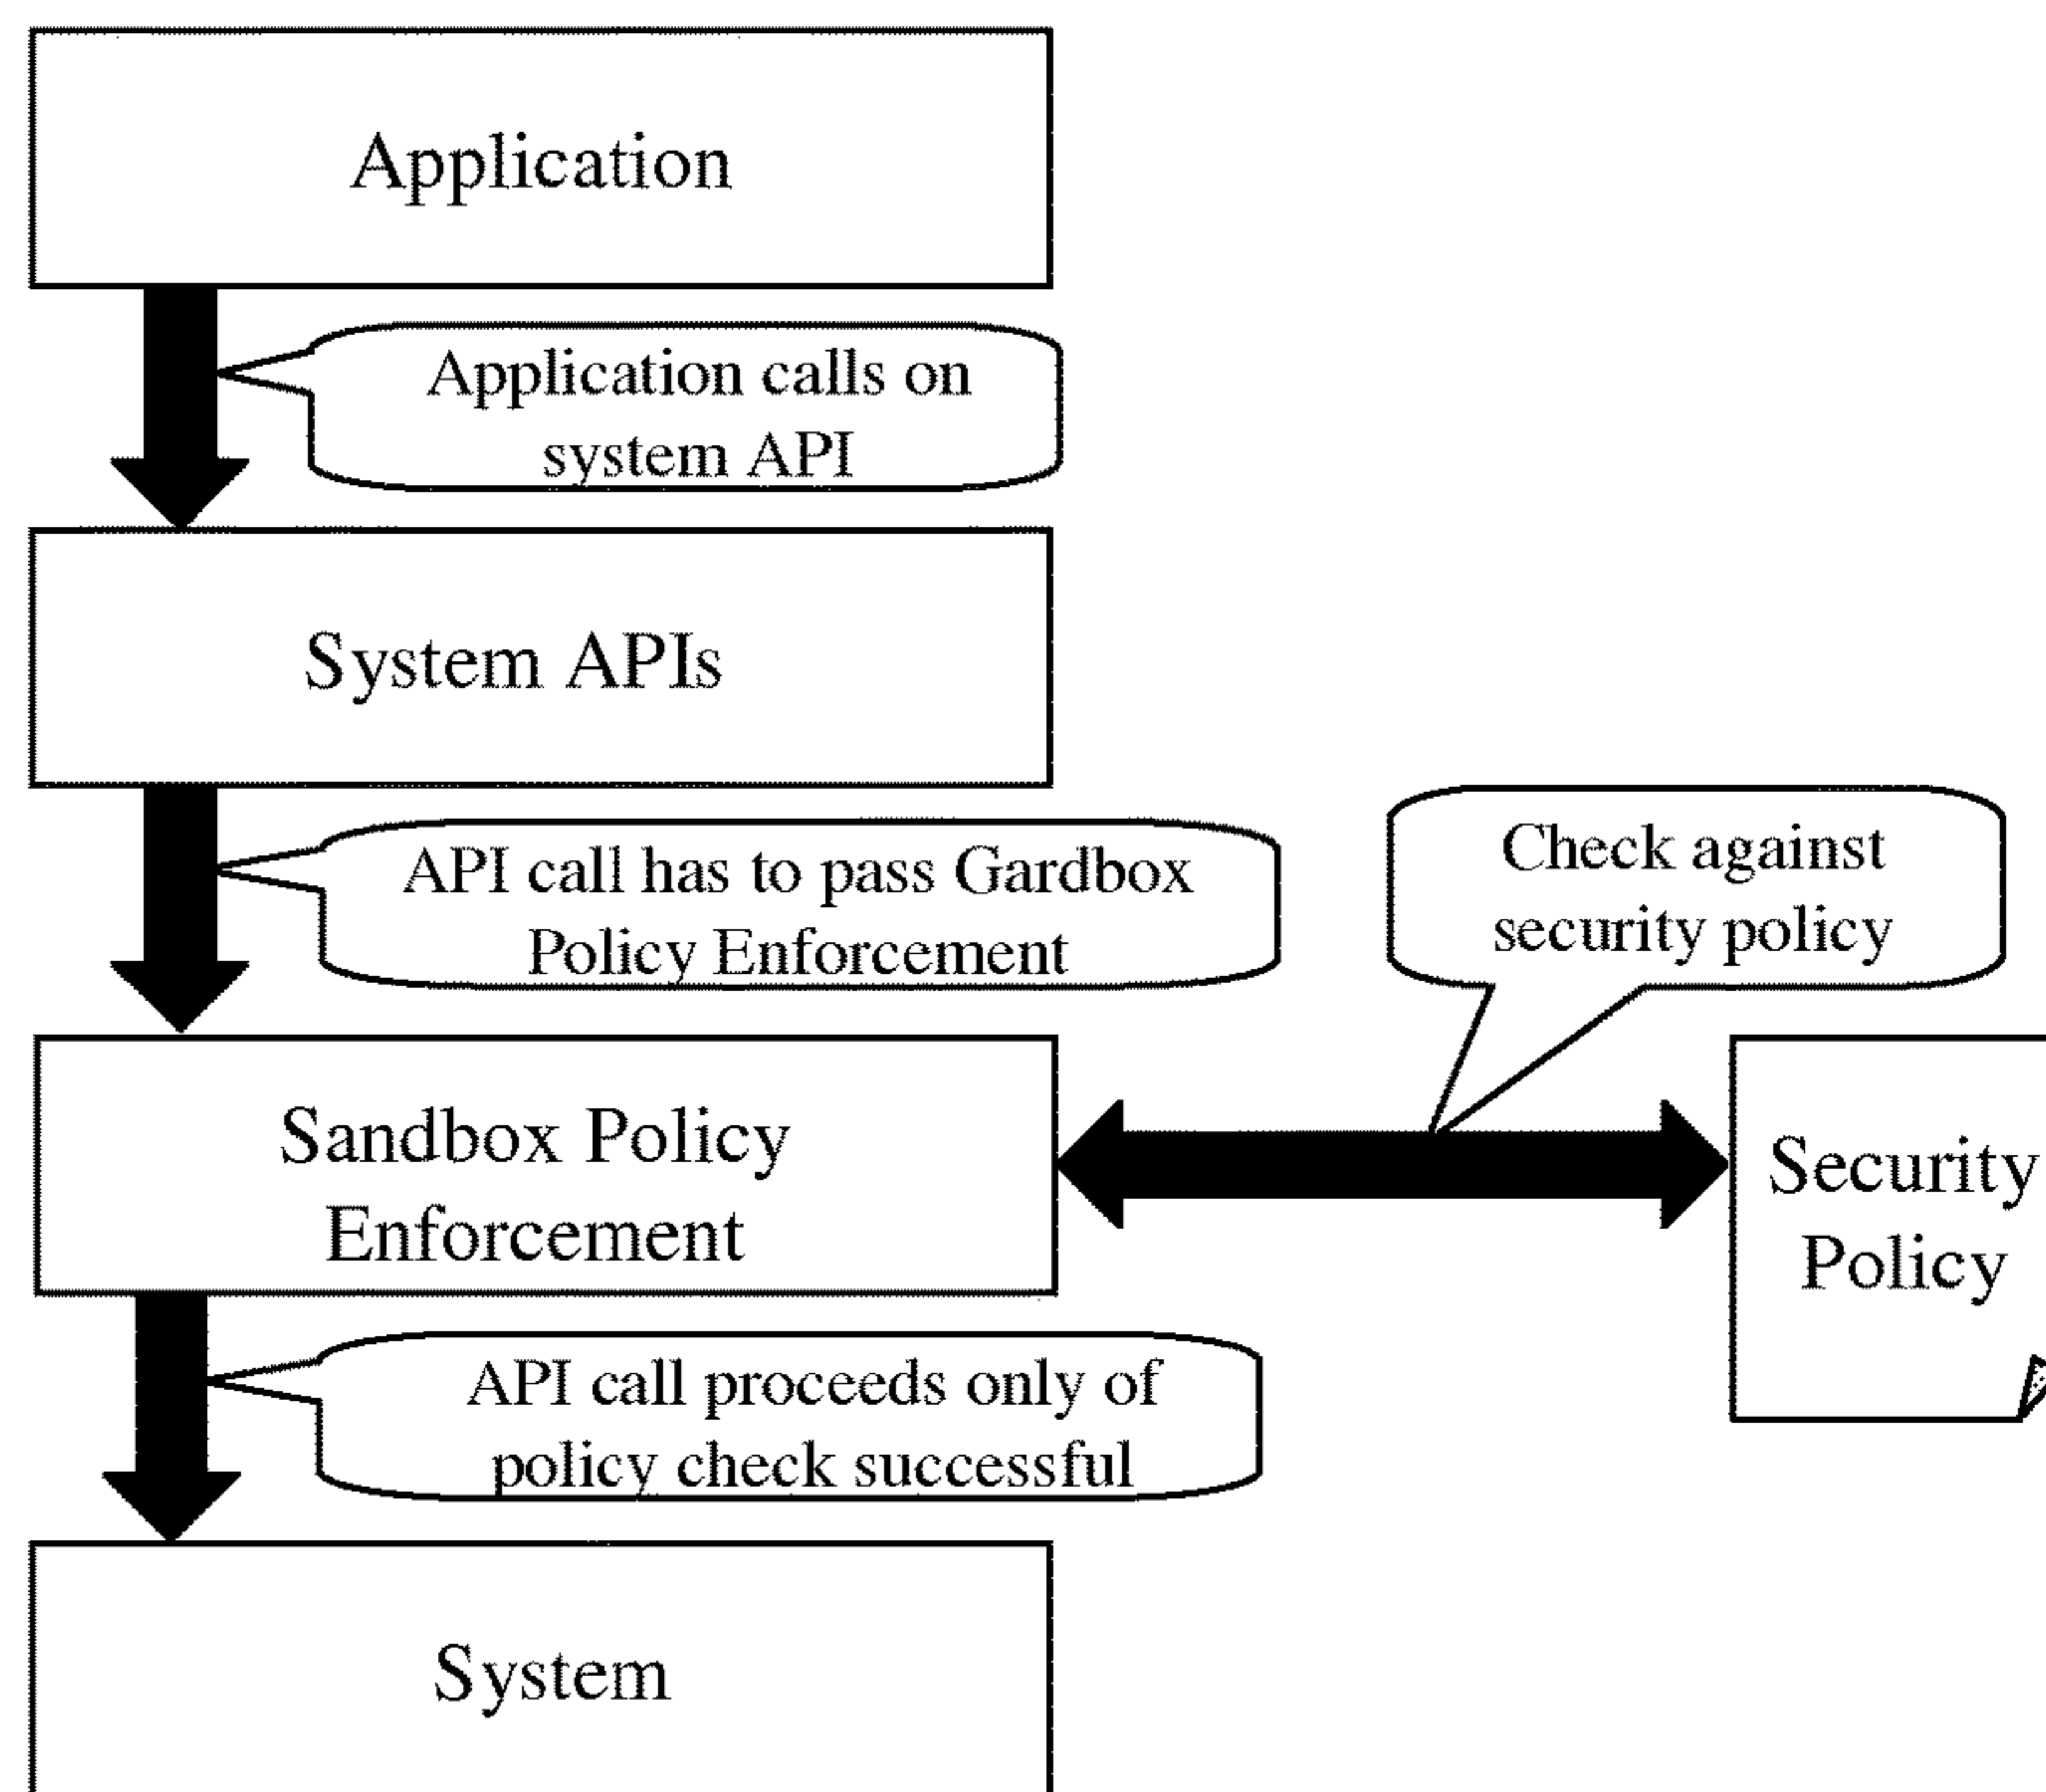 Application
Application calls on
system API
System APIs
API call has to pass Gardbox
Policy Enforcement
Check against
security policy
Sandbox Policy
Enforcement
Security
Policy
API call proceeds only of
policy check successful
System